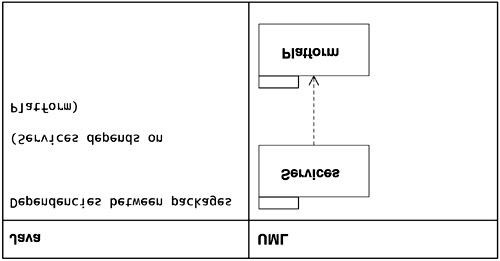 Java
UML
Dependencies between packages
(Services depends on
Platform)
Services
Platform